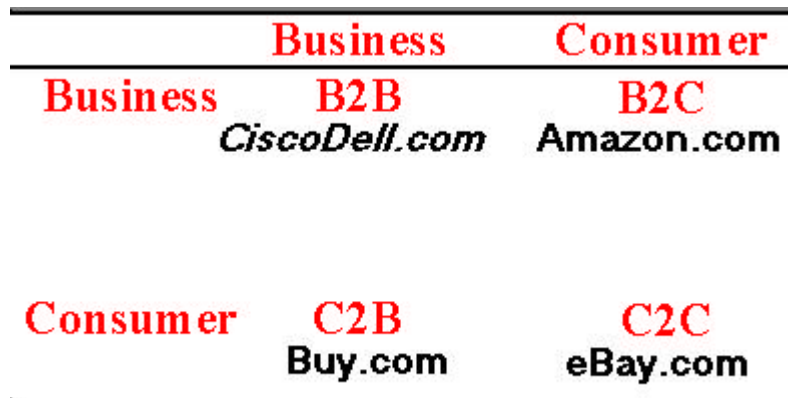 Business Consumer
Business B2B B2C
CiscoDell.com Amazon.com
Consumer C2B C2C
Buy.com eBay.com